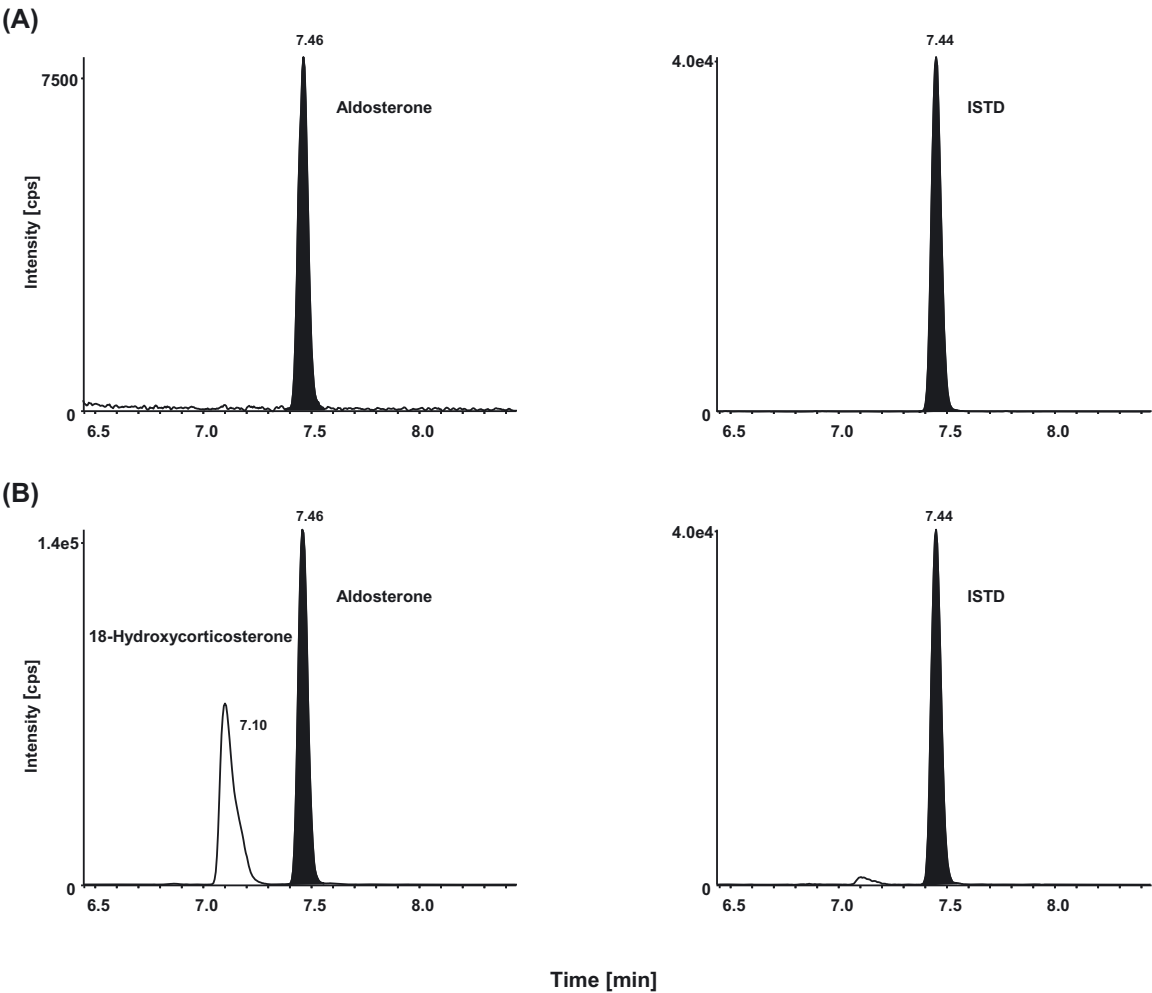 (A)
7.46
7500
Aldosterone
Intensity [cps]
0
6.5 7.0 7.5 8.0
7.44
4.0e4
ISTD
0
6.5 7.0 7.5 8.0
(B)
7.46
1.4e5
Aldosterone
18-Hydroxycorticosterone
7.10
Intensity [cps]
0
6.5 7.0 7.5 8.0
7.44
4.0e4
ISTD
0
6.5 7.0 7.5 8.0
Time [min]